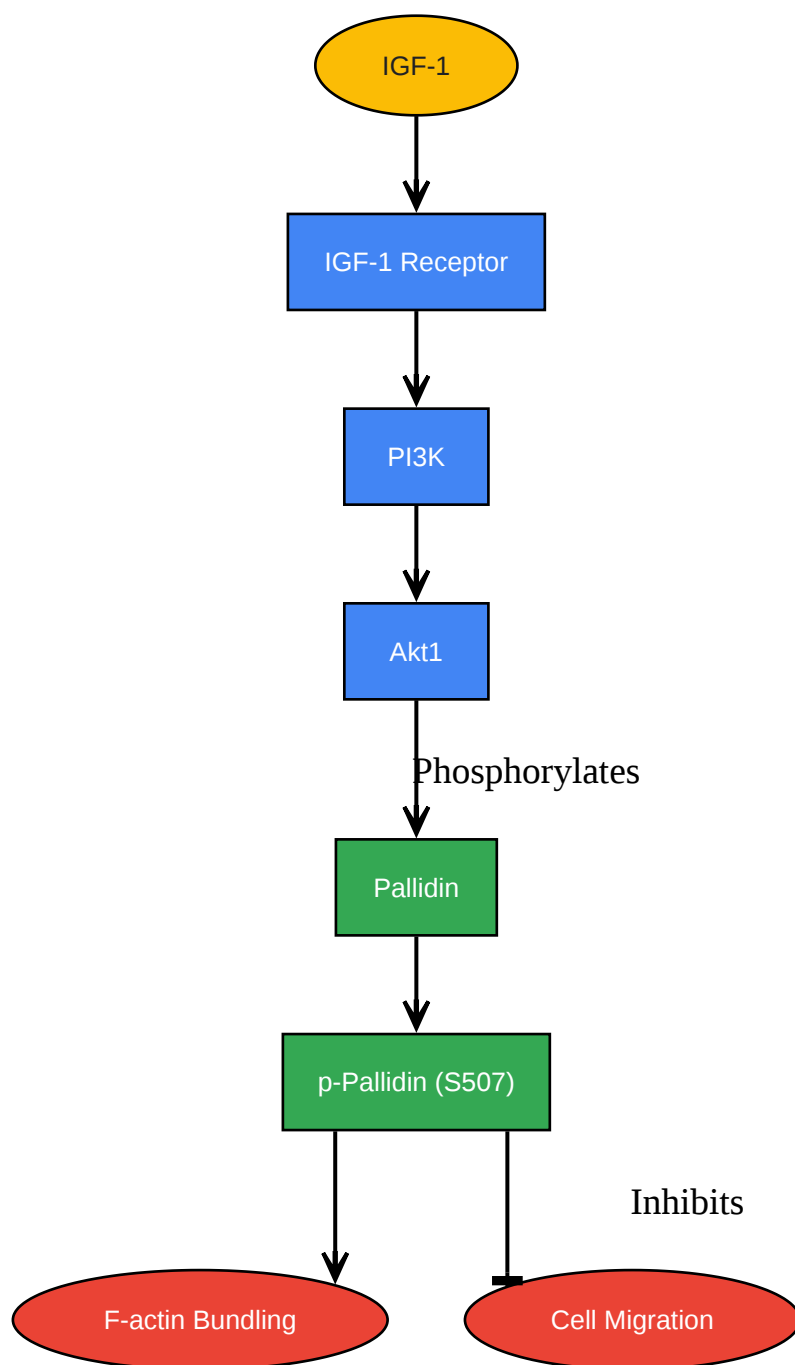 IGF-1
IGF-1 Receptor
PI3K
Akt1
Phosphorylates
Pallidin
p-Pallidin (S507)
Inhibits
F-actin Bundling
Cell Migration